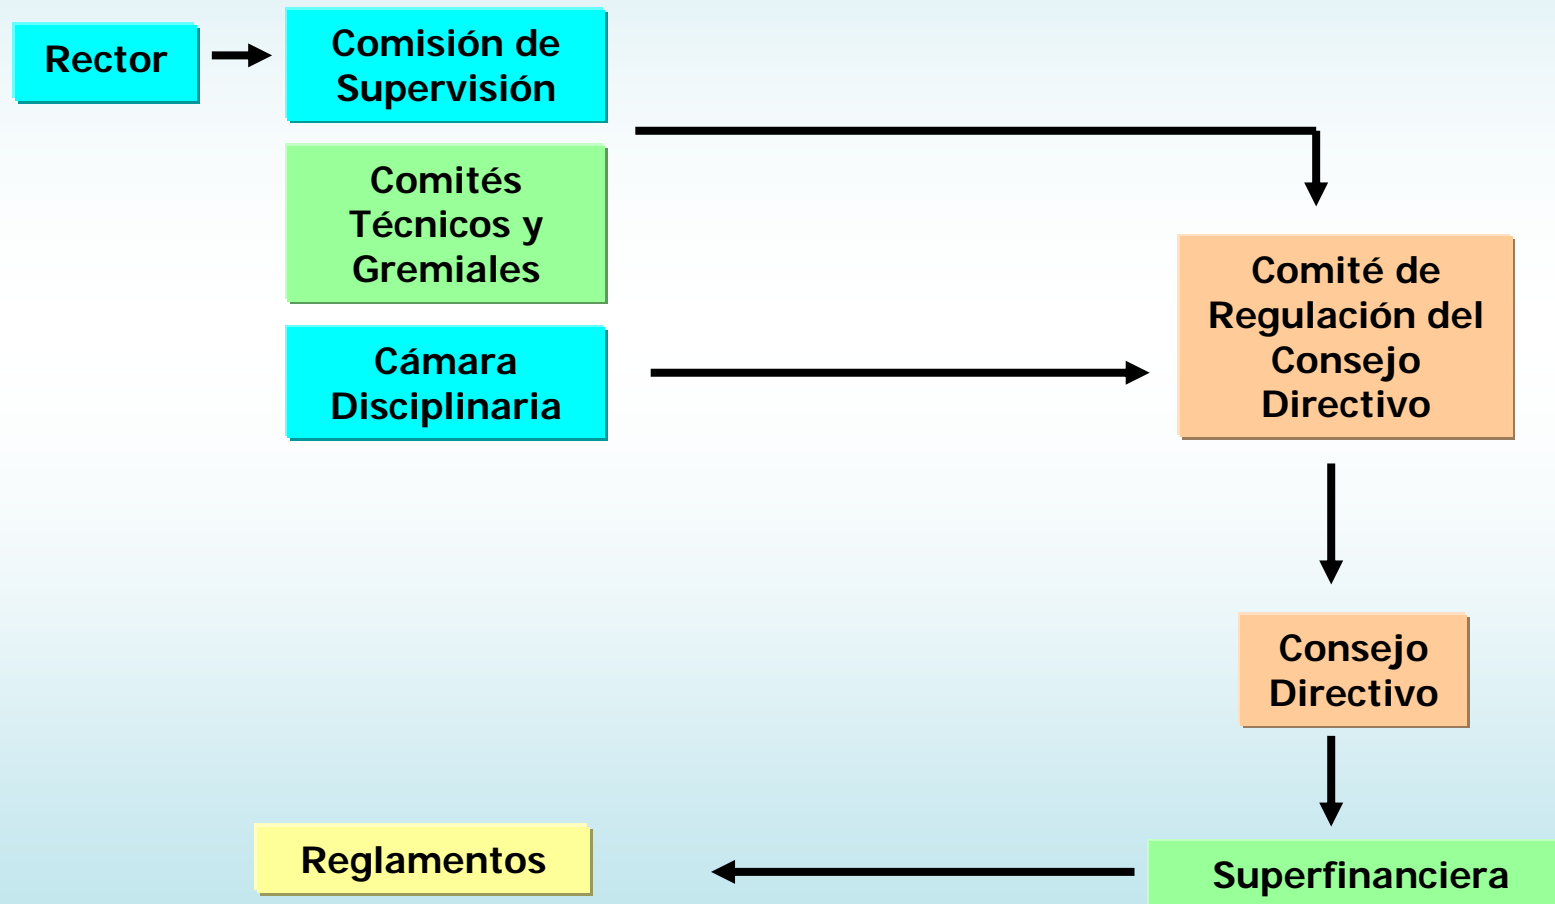 Rector
Comisión de
Supervisión
Comités
Técnicos y
Gremiales
Cámara
Disciplinaria
Comité de
Regulación del
Consejo
Directivo
Consejo
Directivo
Superfinanciera
Reglamentos